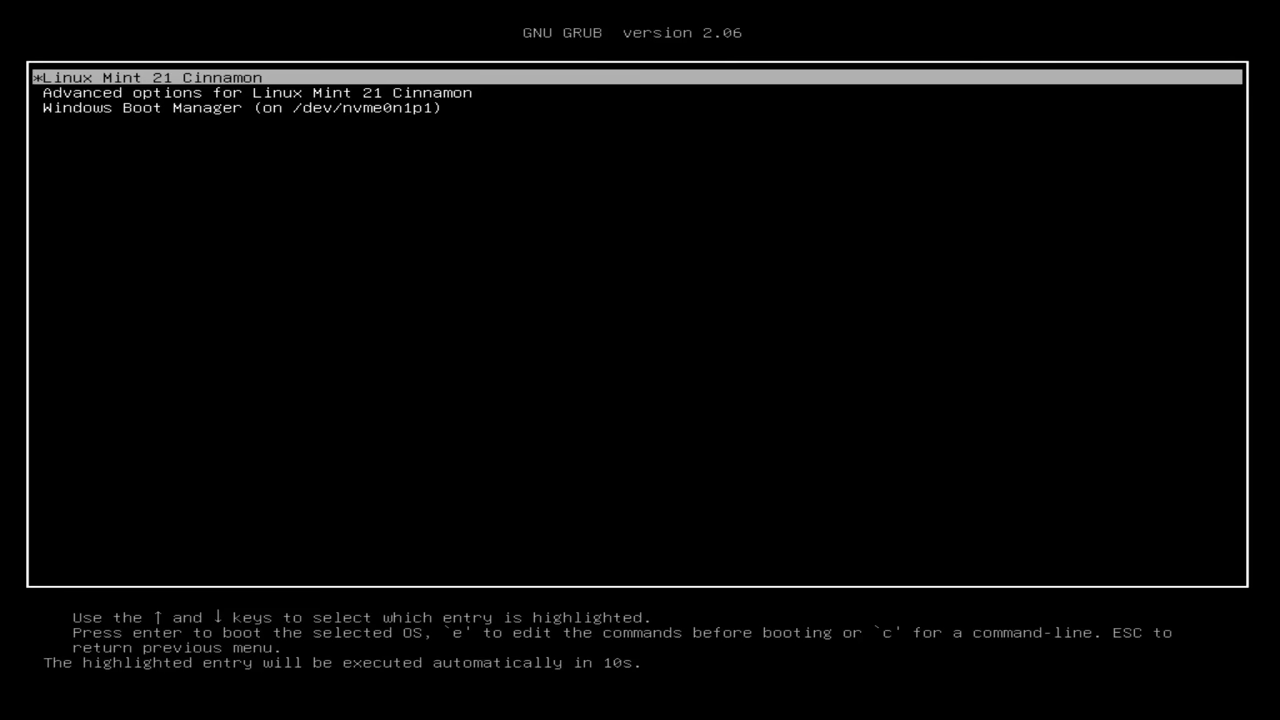 GNU GRUB  version 2.06
*Linux Mint 21 Cinnamon
Advanced options for Linux Mint 21 Cinnamon
Windows Boot Manager (on /dev/nvme0n1p1)
Use the ↑ and ↓ keys to select which entry is highlighted.
Press enter to boot the selected OS, `e' to edit the commands before booting or `c' for a command-line. ESC to
return previous menu.
The highlighted entry will be executed automatically in 10s.